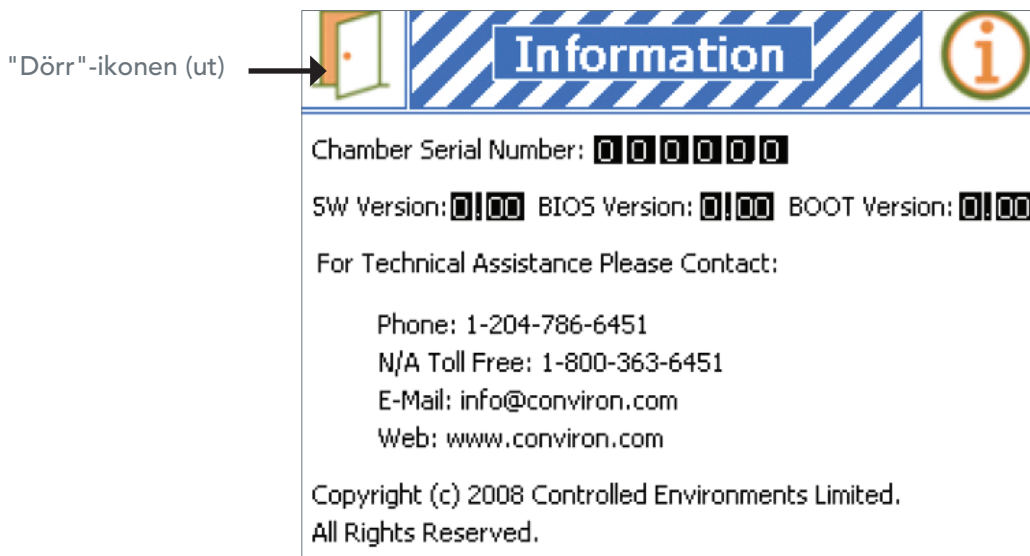 "Dörr"-ikonen (ut)
Information
Chamber Serial Number: 000000
SW Version: 0.00 BIOS Version: 0.00 BOOT Version: 0.00
For Technical Assistance Please Contact:
Phone: 1-204-786-6451
N/A Toll Free: 1-800-363-6451
E-Mail: info@conviron.com
Web: www.conviron.com
Copyright (c) 2008 Controlled Environments Limited.
All Rights Reserved.